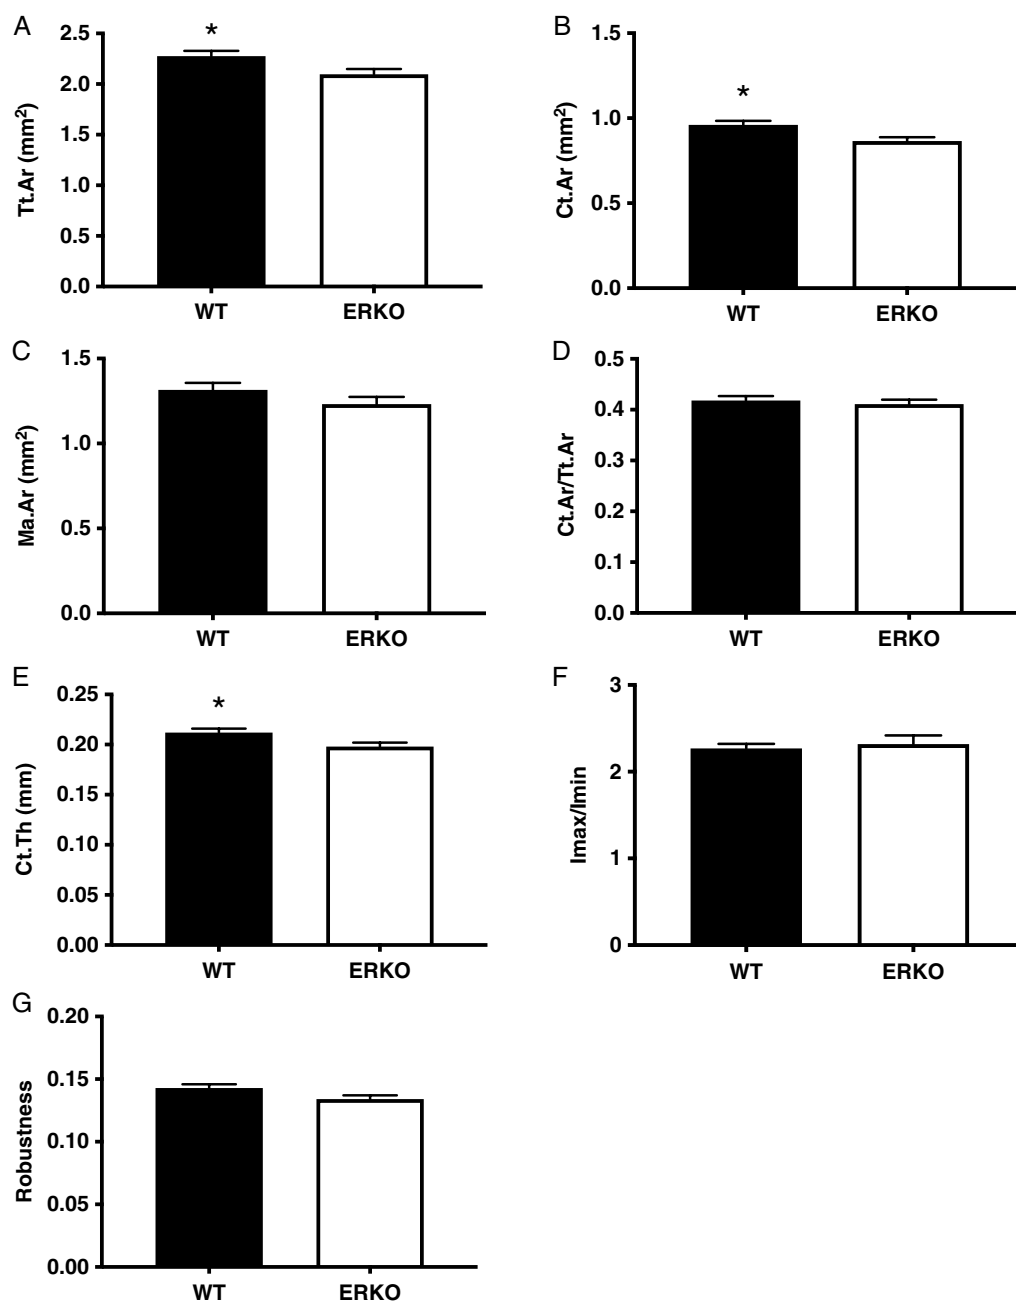 A
Tt.Ar (mm²)
2.5
2.0
1.5
1.0
0.5
0.0
*
WT
ERKO
B
Ct.Ar (mm²)
1.5
1.0
0.5
0.0
*
WT
ERKO
C
Ma.Ar (mm²)
1.5
1.0
0.5
0.0
WT
ERKO
D
Ct.Ar/Tt.Ar
0.5
0.4
0.3
0.2
0.1
0.0
WT
ERKO
E
Ct.Th (mm)
0.25
0.20
0.15
0.10
0.05
0.00
*
WT
ERKO
F
Imax/Imin
3
2
1
0
WT
ERKO
G
Robustness
0.20
0.15
0.10
0.05
0.00
WT
ERKO